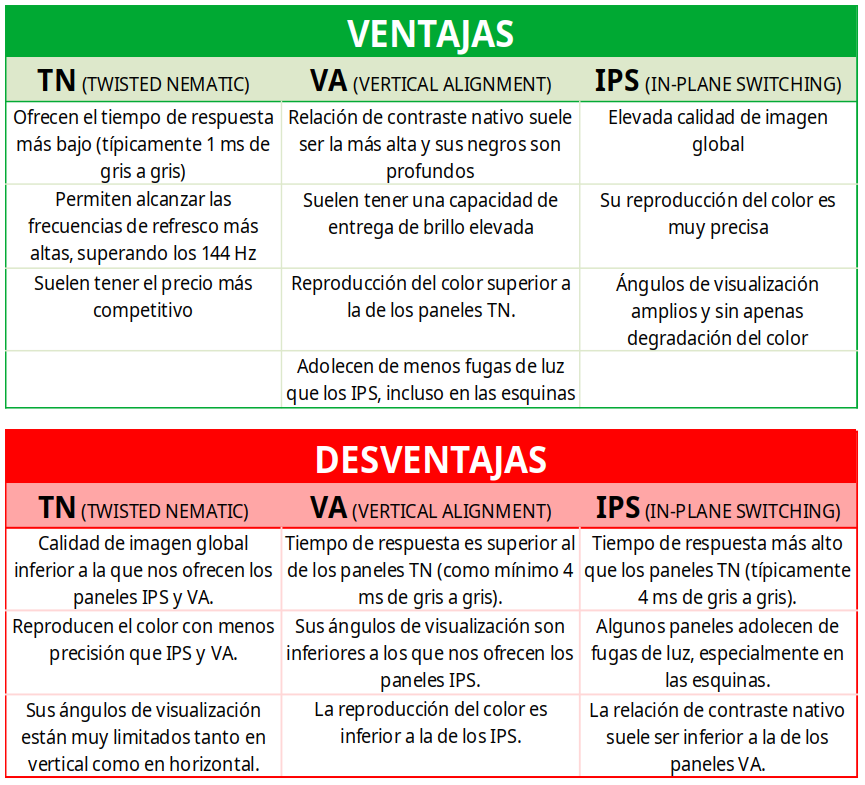 VENTAJAS
TN (TWISTED NEMATIC)
VA (VERTICAL ALIGNMENT)
IPS (IN-PLANE SWITCHING)
Ofrecen el tiempo de respuesta
más bajo (típicamente 1 ms de
gris a gris)
Relación de contraste nativo suele
ser la más alta y sus negros son
profundos
Elevada calidad de imagen
global
Permiten alcanzar las
frecuencias de refresco más
altas, superando los 144 Hz
Suelen tener una capacidad de
entrega de brillo elevada
Su reproducción del color es
muy precisa
Suelen tener el precio más
competitivo
Reproducción del color superior a
la de los paneles TN.
Ángulos de visualización
amplios y sin apenas
degradación del color
Adolecen de menos fugas de luz
que los IPS, incluso en las esquinas
DESVENTAJAS
TN (TWISTED NEMATIC)
VA (VERTICAL ALIGNMENT)
IPS (IN-PLANE SWITCHING)
Calidad de imagen global
inferior a la que nos ofrecen los
paneles IPS y VA.
Tiempo de respuesta es superior al
de los paneles TN (como mínimo 4
ms de gris a gris).
Tiempo de respuesta más alto
que los paneles TN (típicamente
4 ms de gris a gris).
Reproducen el color con menos
precisión que IPS y VA.
Sus ángulos de visualización son
inferiores a los que nos ofrecen los
paneles IPS.
Algunos paneles adolecen de
fugas de luz, especialmente en
las esquinas.
Sus ángulos de visualización
están muy limitados tanto en
vertical como en horizontal.
La reproducción del color es
inferior a la de los IPS.
La relación de contraste nativo
suele ser inferior a la de los
paneles VA.